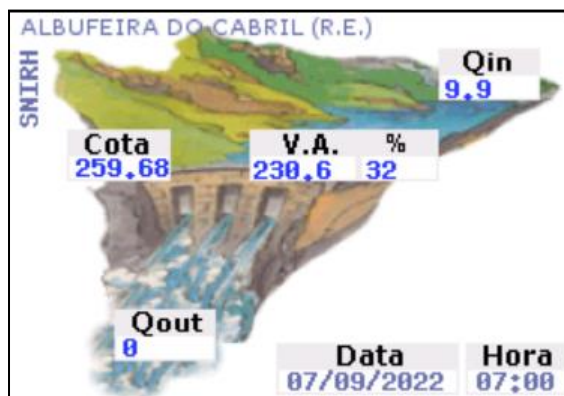 ALBUFEIRA DO CABRIL (R.E.)
SNIRH
Qin
9.9
Cota
259.68
V.A. %
230.6 32
Qout
0
Data Hora
07/09/2022 07:00